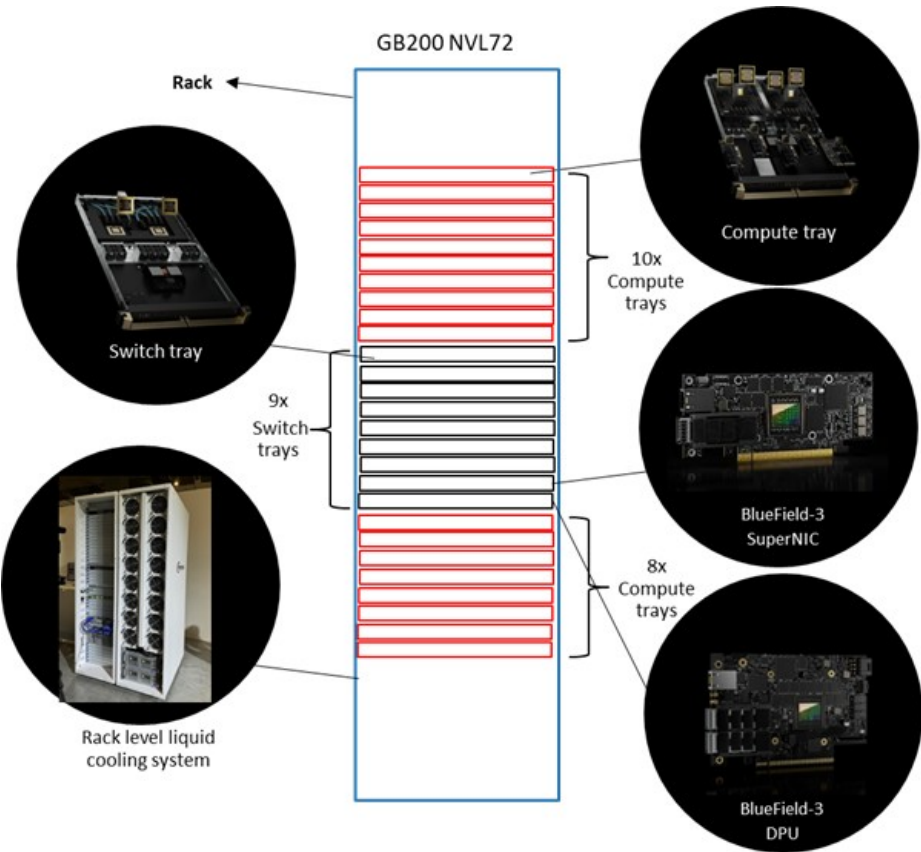 GB200 NVL72
Rack
Compute tray
10x
Compute
trays
Switch tray
9x
Switch
trays
BlueField-3
SuperNIC
8x
Compute
trays
Rack level liquid
cooling system
BlueField-3
DPU